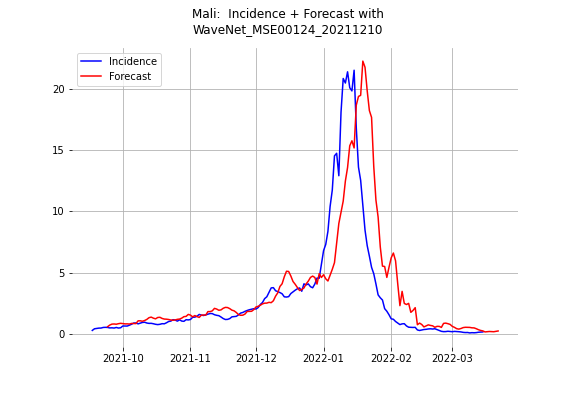 Mali:  Incidence + Forecast with
WaveNet_MSE00124_20211210
Incidence
Forecast
20
15
10
5
0
2021-10
2021-11
2021-12
2022-01
2022-02
2022-03